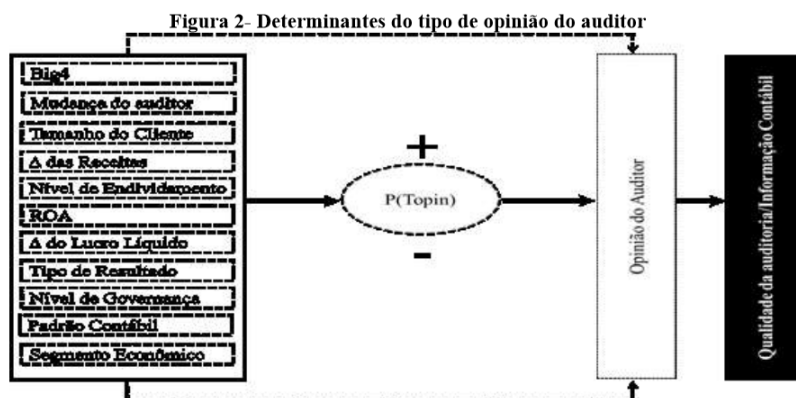 Figura 2- Determinantes do tipo de opinião do auditor
Big4
Mudança do auditor
Tamanho do Cliente
Δ das Receitas
Nível de Endividamento
ROA
Δ do Lucro Líquido
Tipo de Resultado
Nível de Governança
Padrão Contábil
Segmento Econômico
+
P(Topin)
-
Opinião do Auditor
Qualidade da auditoria/Informação Contábil